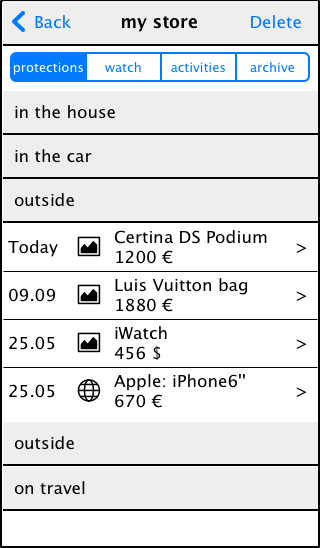 Back my store Delete
protections watch activities archive
in the house
in the car
outside
Today Certina DS Podium >
1200 €
09.09 Luis Vuitton bag >
1880 €
25.05 iWatch >
456 $
25.05 Apple: iPhone6" >
670 €
outside
on travel